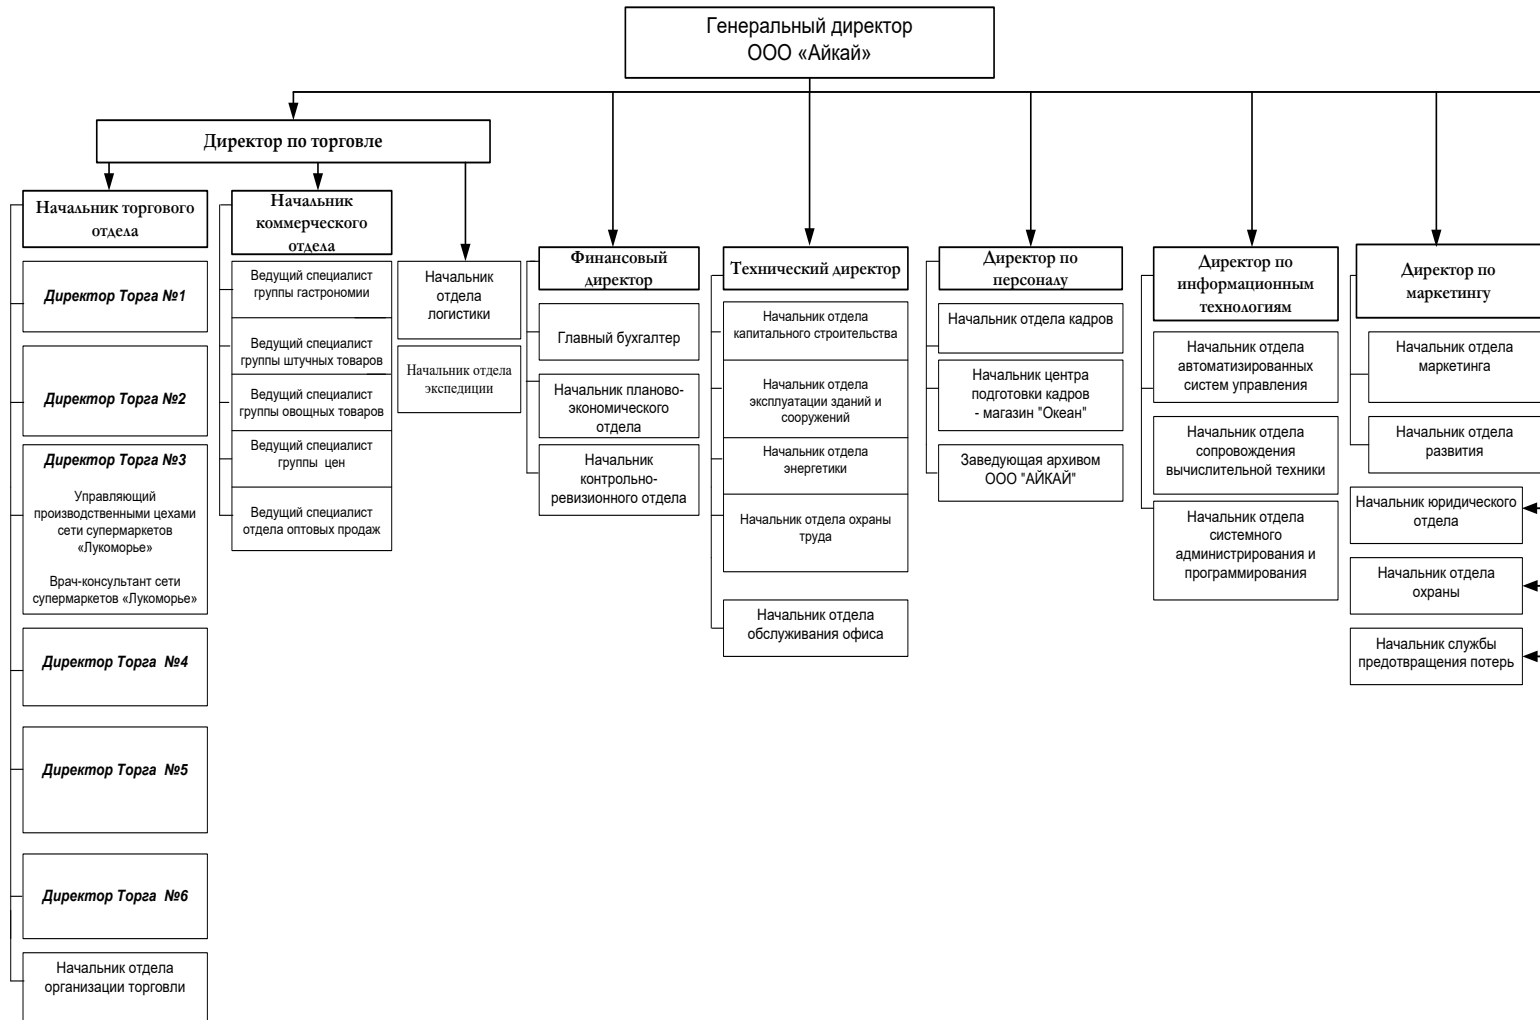 Генеральный директор
ООО «Айкай»
Директор по торговле
Начальник торгового
отдела
Директор Торга №1
Директор Торга №2
Директор Торга №3
Управляющий
производственными цехами
сети супермаркетов
«Лукоморье»
Врач-консультант сети
супермаркетов «Лукоморье»
Директор Торга №4
Директор Торга №5
Директор Торга №6
Начальник отдела
организации торговли
Начальник
коммерческого
отдела
Ведущий специалист
группы гастрономии
Ведущий специалист
группы штучных товаров
Ведущий специалист
группы овощных товаров
Ведущий специалист
группы цен
Ведущий специалист
отдела оптовых продаж
Начальник
отдела
логистики
Начальник отдела
экспедиции
Финансовый
директор
Главный бухгалтер
Начальник планово-
экономического
отдела
Начальник
контрольно-
ревизионного отдела
Технический директор
Начальник отдела
капитального строительства
Начальник отдела
эксплуатации зданий и
сооружений
Начальник отдела
энергетики
Начальник отдела охраны
труда
Начальник отдела
обслуживания офиса
Директор по
персоналу
Начальник отдела кадров
Начальник центра
подготовки кадров
- магазин "Океан"
Заведующая архивом
ООО "АЙКАЙ"
Директор по
информационным
технологиям
Начальник отдела
автоматизированных
систем управления
Начальник отдела
сопровождения
вычислительной техники
Начальник отдела
системного
администрирования и
программирования
Директор по
маркетингу
Начальник отдела
маркетинга
Начальник отдела
развития
Начальник юридического
отдела
Начальник отдела
охраны
Начальник службы
предотвращения потерь